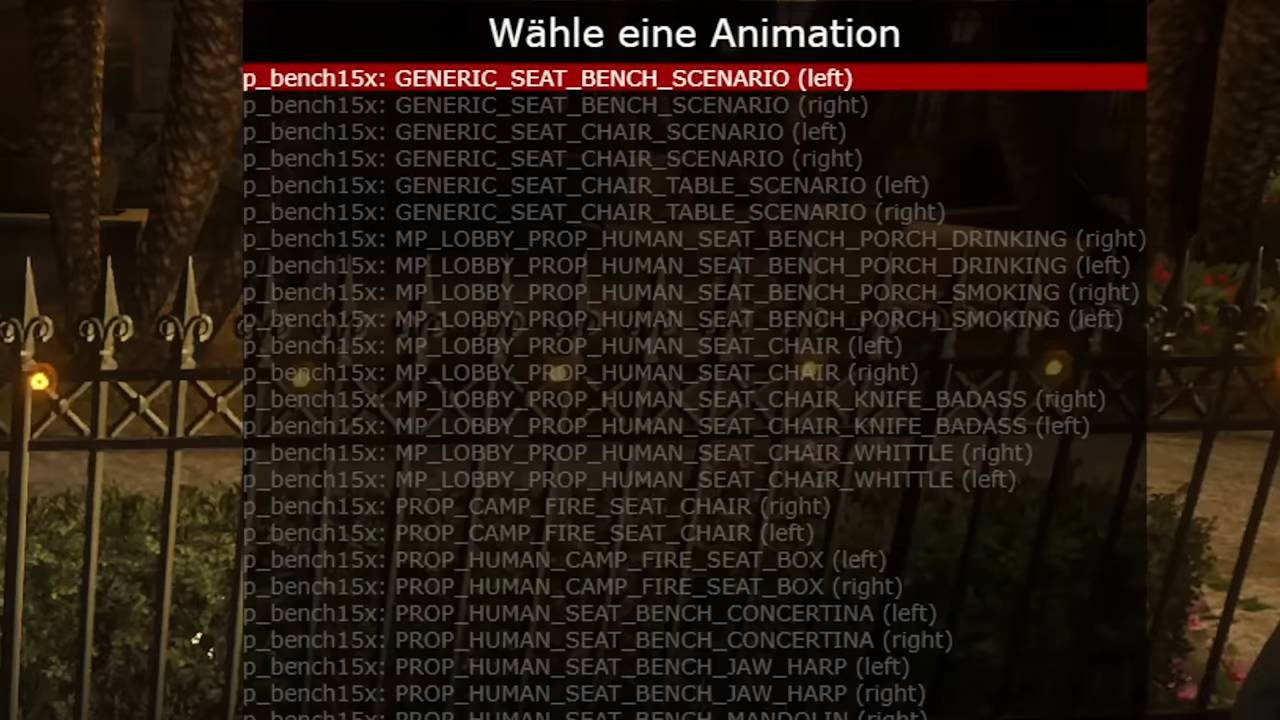 Wähle eine Animation
p_bench15x: GENERIC_SEAT_BENCH_SCENARIO (left)
p_bench15x: GENERIC_SEAT_BENCH_SCENARIO (right)
p_bench15x: GENERIC_SEAT_CHAIR_SCENARIO (left)
p_bench15x: GENERIC_SEAT_CHAIR_SCENARIO (right)
p_bench15x: GENERIC_SEAT_CHAIR_TABLE_SCENARIO (left)
p_bench15x: GENERIC_SEAT_CHAIR_TABLE_SCENARIO (right)
p_bench15x: MP_LOBBY_PROP_HUMAN_SEAT_BENCH_PORCH_DRINKING (right)
p_bench15x: MP_LOBBY_PROP_HUMAN_SEAT_BENCH_PORCH_DRINKING (left)
p_bench15x: MP_LOBBY_PROP_HUMAN_SEAT_BENCH_PORCH_SMOKING (right)
p_bench15x: MP_LOBBY_PROP_HUMAN_SEAT_BENCH_PORCH_SMOKING (left)
p_bench15x: MP_LOBBY_PROP_HUMAN_SEAT_CHAIR (left)
p_bench15x: MP_LOBBY_PROP_HUMAN_SEAT_CHAIR (right)
p_bench15x: MP_LOBBY_PROP_HUMAN_SEAT_CHAIR_KNIFE_BADASS (right)
p_bench15x: MP_LOBBY_PROP_HUMAN_SEAT_CHAIR_KNIFE_BADASS (left)
p_bench15x: MP_LOBBY_PROP_HUMAN_SEAT_CHAIR_WHITTLE (right)
p_bench15x: MP_LOBBY_PROP_HUMAN_SEAT_CHAIR_WHITTLE (left)
p_bench15x: PROP_CAMP_FIRE_SEAT_CHAIR (right)
p_bench15x: PROP_CAMP_FIRE_SEAT_CHAIR (left)
p_bench15x: PROP_HUMAN_CAMP_FIRE_SEAT_BOX (left)
p_bench15x: PROP_HUMAN_CAMP_FIRE_SEAT_BOX (right)
p_bench15x: PROP_HUMAN_SEAT_BENCH_CONCERTINA (left)
p_bench15x: PROP_HUMAN_SEAT_BENCH_CONCERTINA (right)
p_bench15x: PROP_HUMAN_SEAT_BENCH_JAW_HARP (left)
p_bench15x: PROP_HUMAN_SEAT_BENCH_JAW_HARP (right)
p_bench15x: PROP_HUMAN_SEAT_BENCH_MANDOLIN (right)